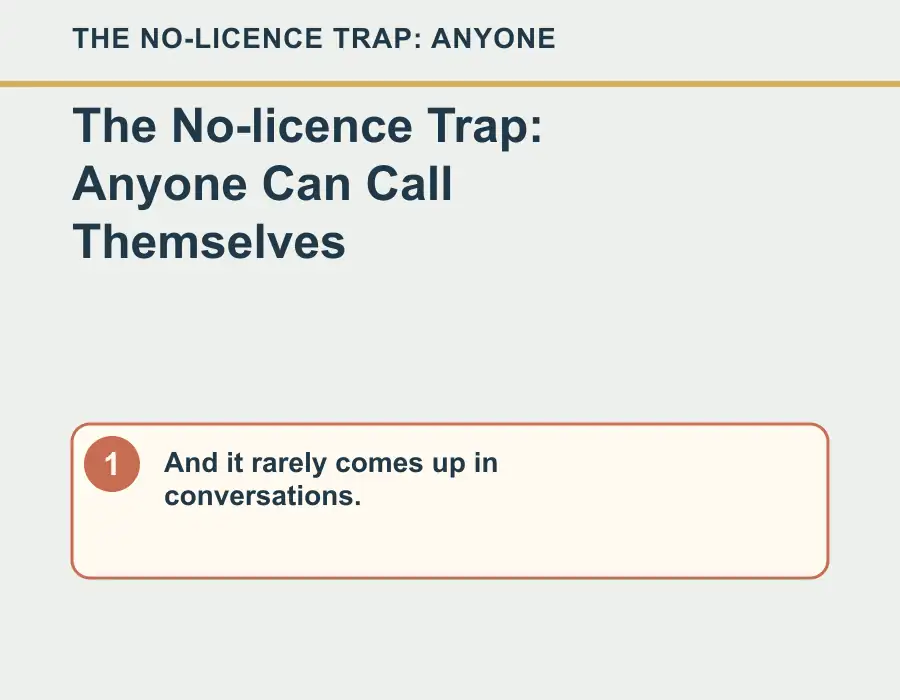 THE NO-LICENCE TRAP: ANYONE
The No-licence Trap:
Anyone Can Call
Themselves
1
And it rarely comes up in
conversations.